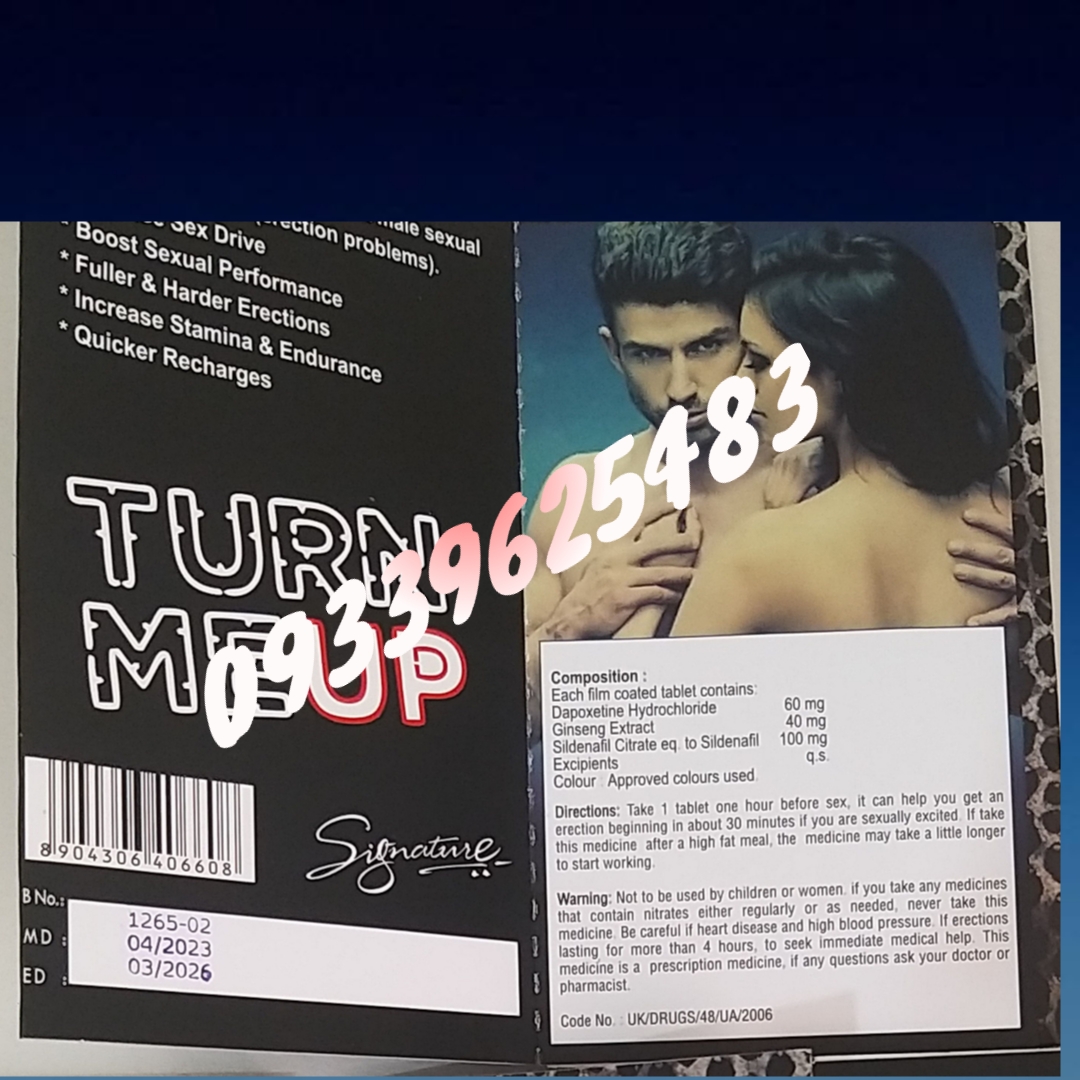 male sexual
Sex Drive
erection problems).
* Boost Sexual Performance
* Fuller & Harder Erections
* Increase Stamina & Endurance
* Quicker Recharges
TURN
ME UP
09339625483
8904306406608
Signature
B No.: 1265-02
MD : 04/2023
ED : 03/2026
Composition :
Each film coated tablet contains:
Dapoxetine Hydrochloride 60 mg
Ginseng Extract 40 mg
Sildenafil Citrate eq. to Sildenafil 100 mg
Excipients q.s.
Colour : Approved colours used.
Directions: Take 1 tablet one hour before sex, it can help you get an
erection beginning in about 30 minutes if you are sexually excited. If take
this medicine after a high fat meal, the medicine may take a little longer
to start working.
Warning: Not to be used by children or women. if you take any medicines
that contain nitrates either regularly or as needed, never take this
medicine. Be careful if heart disease and high blood pressure. If erections
lasting for more than 4 hours, to seek immediate medical help. This
medicine is a prescription medicine, if any questions ask your doctor or
pharmacist.
Code No. : UK/DRUGS/48/UA/2006